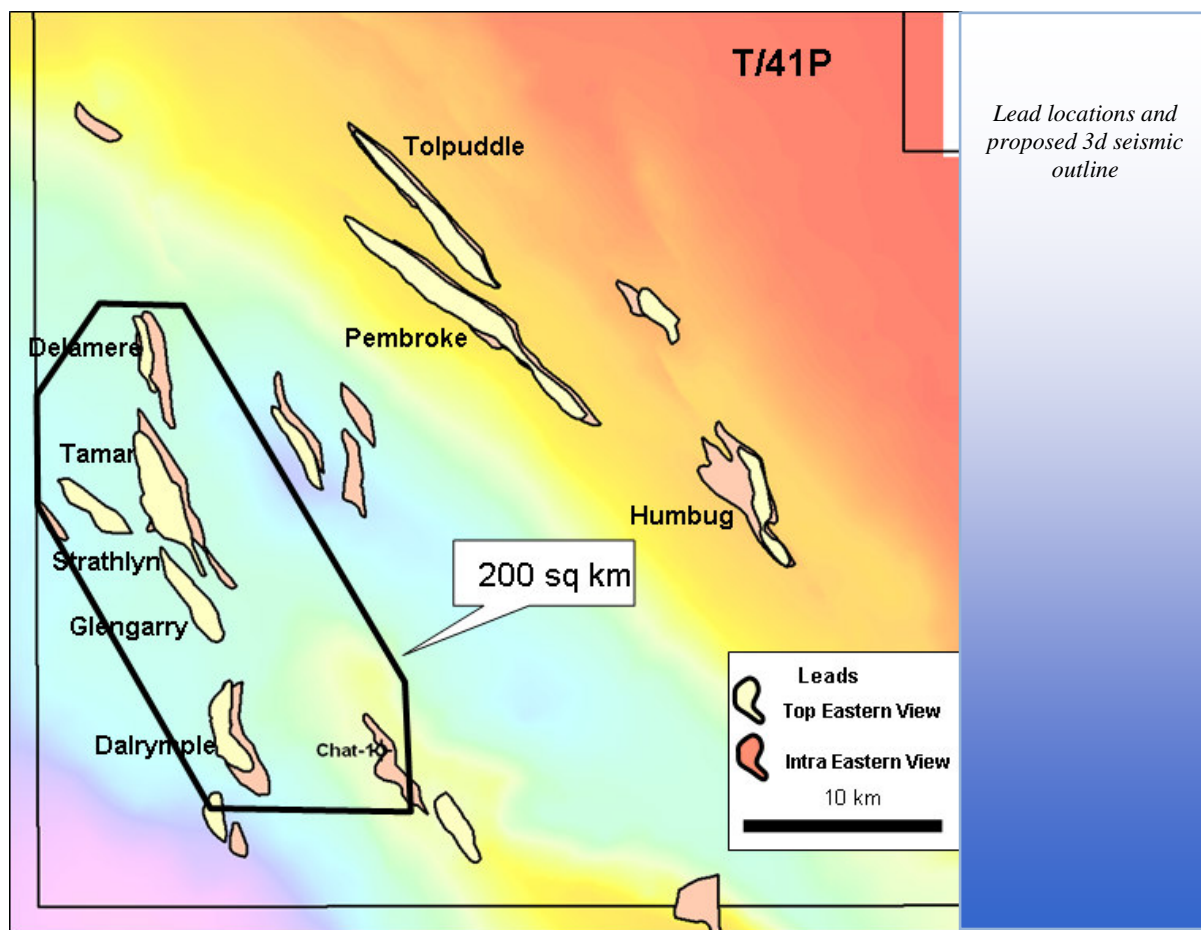 T/41P
Lead locations and
proposed 3d seismic
outline
Tolpuddle
Pembroke
Delamere
Tamar
Humbug
Strathlyn
200 sq km
Glengarry
Leads
Top Eastern View
Dalrymple
Chat-1
Intra Eastern View
10 km